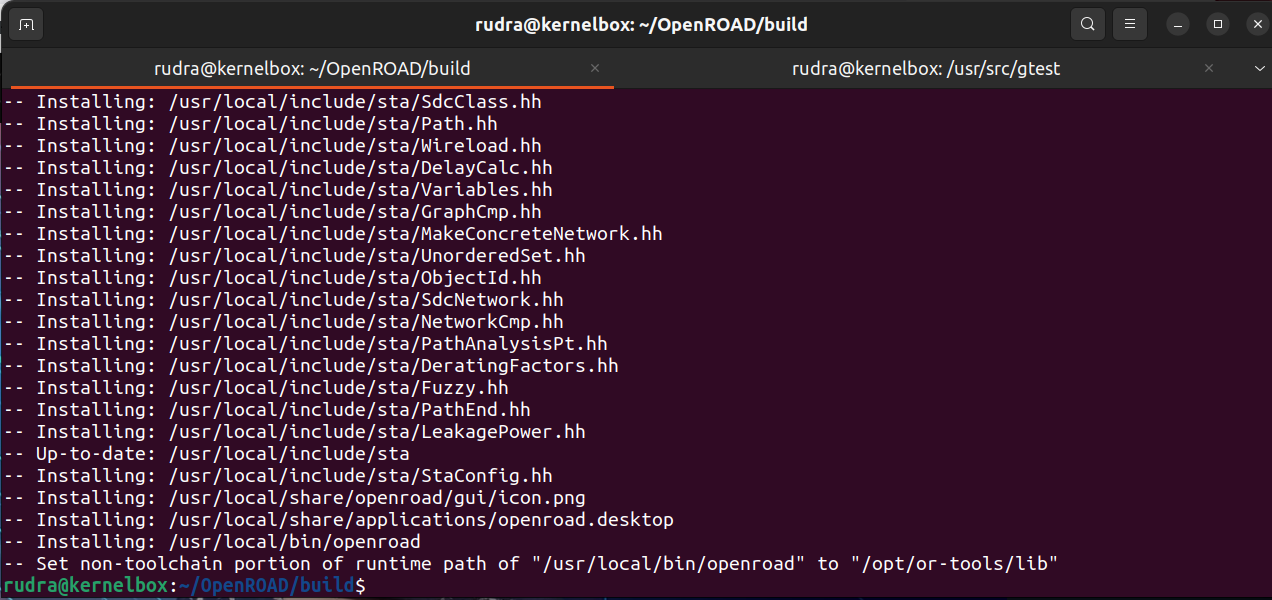 rudra@kernelbox: ~/OpenROAD/build
rudra@kernelbox: ~/OpenROAD/build
rudra@kernelbox: /usr/src/gtest
-- Installing: /usr/local/include/sta/SdcClass.hh
-- Installing: /usr/local/include/sta/Path.hh
-- Installing: /usr/local/include/sta/Wireload.hh
-- Installing: /usr/local/include/sta/DelayCalc.hh
-- Installing: /usr/local/include/sta/Variables.hh
-- Installing: /usr/local/include/sta/GraphCmp.hh
-- Installing: /usr/local/include/sta/MakeConcreteNetwork.hh
-- Installing: /usr/local/include/sta/UnorderedSet.hh
-- Installing: /usr/local/include/sta/ObjectId.hh
-- Installing: /usr/local/include/sta/SdcNetwork.hh
-- Installing: /usr/local/include/sta/NetworkCmp.hh
-- Installing: /usr/local/include/sta/PathAnalysisPt.hh
-- Installing: /usr/local/include/sta/DeratingFactors.hh
-- Installing: /usr/local/include/sta/Fuzzy.hh
-- Installing: /usr/local/include/sta/PathEnd.hh
-- Installing: /usr/local/include/sta/LeakagePower.hh
-- Up-to-date: /usr/local/include/sta
-- Installing: /usr/local/include/sta/StaConfig.hh
-- Installing: /usr/local/share/openroad/gui/icon.png
-- Installing: /usr/local/share/applications/openroad.desktop
-- Installing: /usr/local/bin/openroad
-- Set non-toolchain portion of runtime path of "/usr/local/bin/openroad" to "/opt/or-tools/lib"
rudra@kernelbox:~/OpenROAD/build$